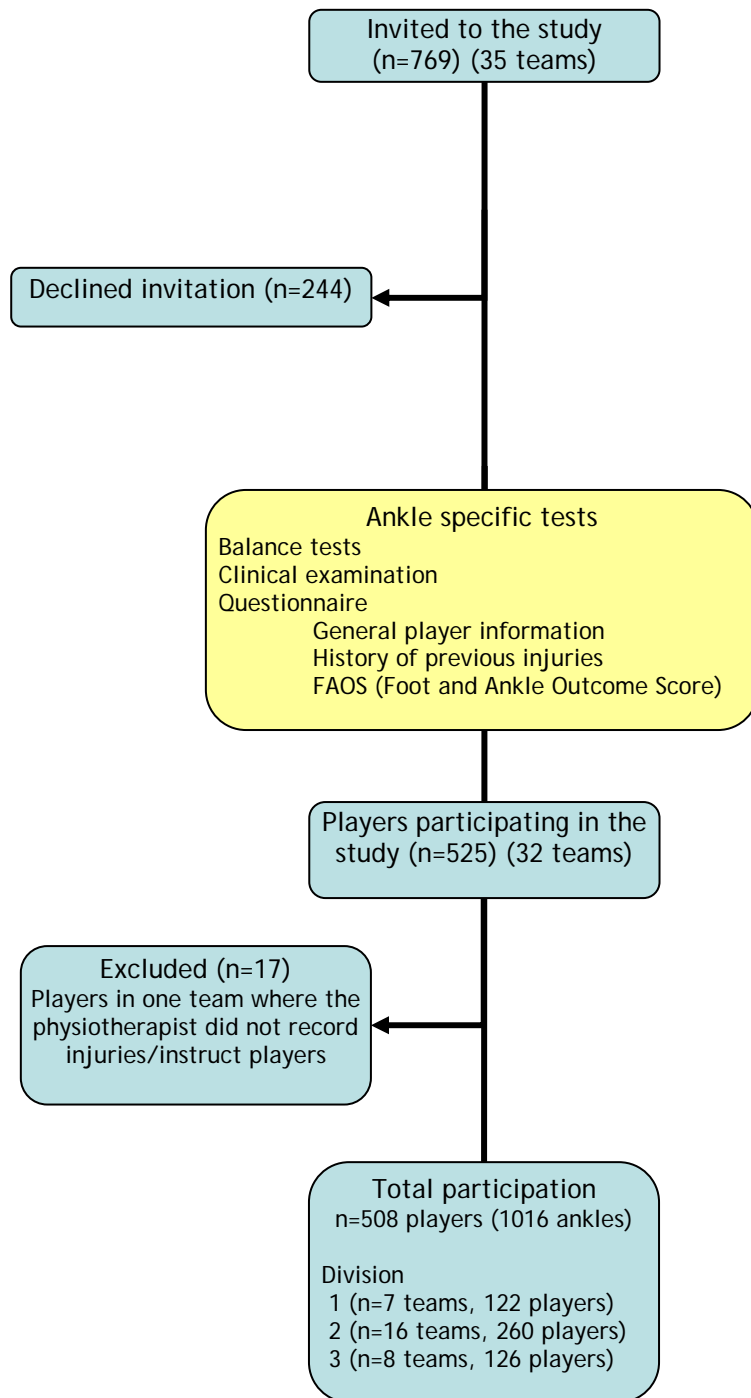 Invited to the study
(n=769) (35 teams)
Declined invitation (n=244)
Ankle specific tests
Balance tests
Clinical examination
Questionnaire
General player information
History of previous injuries
FAOS (Foot and Ankle Outcome Score)
Players participating in the
study (n=525) (32 teams)
Excluded (n=17)
Players in one team where the
physiotherapist did not record
injuries/instruct players
Total participation
n=508 players (1016 ankles)
Division
1 (n=7 teams, 122 players)
2 (n=16 teams, 260 players)
3 (n=8 teams, 126 players)